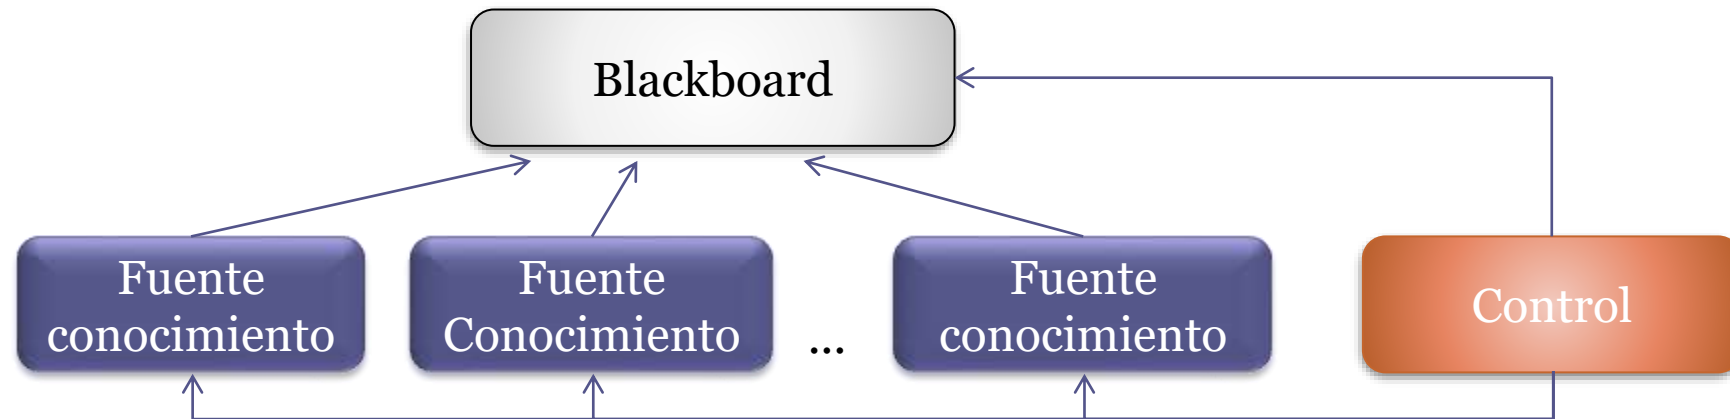 Blackboard
Fuente
conocimiento
Fuente
Conocimiento
...
Fuente
conocimiento
Control